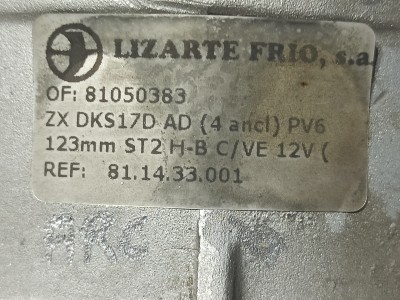 LIZARTE FRIO, s.a.
OF: 81050383
ZX DKS17D AD (4 ancl) PV6
123mm ST2 H-B C/VE 12V (
REF: 81.14.33.001